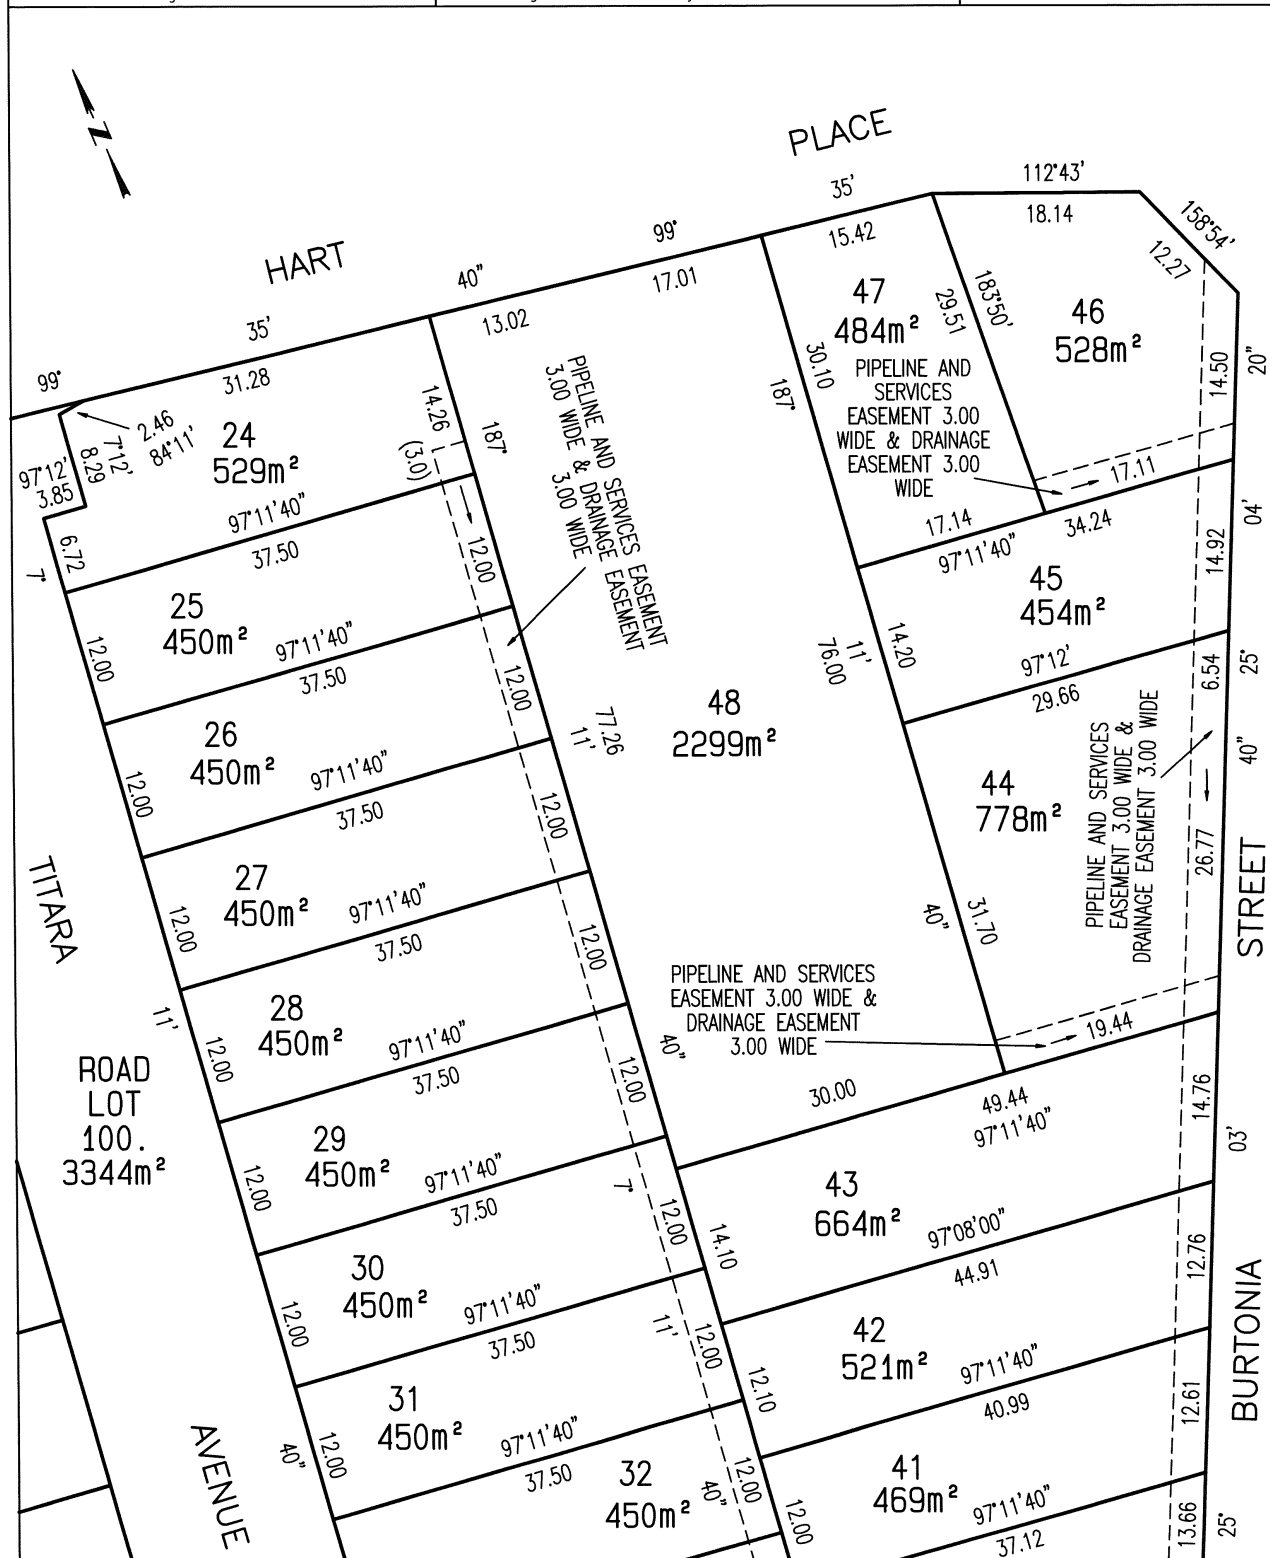 N
HART
PLACE
99°
35'
40"
99°
35'
112°43'
158°54'
31.28
13.02
17.01
15.42
18.14
12.27
2.46
84°11'
7°12'
8.29
97°12'
3.85
6.72
7°
24
529m²
14.26
(3.0)
187°
97°11'40"
37.50
PIPELINE AND SERVICES EASEMENT
3.00 WIDE & DRAINAGE EASEMENT
3.00 WIDE
47
484m²
30.10
187°
29.51
183°50'
PIPELINE AND
SERVICES
EASEMENT 3.00
WIDE & DRAINAGE
EASEMENT 3.00
WIDE
46
528m²
14.50
20"
17.11
17.14
97°11'40"
34.24
04'
14.92
45
454m²
14.20
97°12'
29.66
6.54
25°
25
450m²
12.00
12.00
97°11'40"
37.50
26
450m²
12.00
12.00
97°11'40"
37.50
77.26
11'
48
2299m²
11'
76.00
40"
44
778m²
31.70
26.77
40"
PIPELINE AND SERVICES
EASEMENT 3.00 WIDE &
DRAINAGE EASEMENT 3.00 WIDE
27
450m²
12.00
12.00
97°11'40"
37.50
TITARA
11'
28
450m²
12.00
12.00
97°11'40"
37.50
PIPELINE AND SERVICES
EASEMENT 3.00 WIDE &
DRAINAGE EASEMENT
3.00 WIDE
40"
30.00
19.44
49.44
97°11'40"
STREET
ROAD
LOT
100.
3344m²
29
450m²
12.00
12.00
97°11'40"
37.50
7°
43
664m²
14.10
14.76
03'
97°08'00"
44.91
30
450m²
12.00
12.00
97°11'40"
37.50
11'
42
521m²
12.10
12.76
97°11'40"
40.99
BURTONIA
31
450m²
12.00
12.00
97°11'40"
37.50
40"
AVENUE
32
450m²
12.00
40"
41
469m²
12.00
12.61
97°11'40"
37.12
13.66
25°